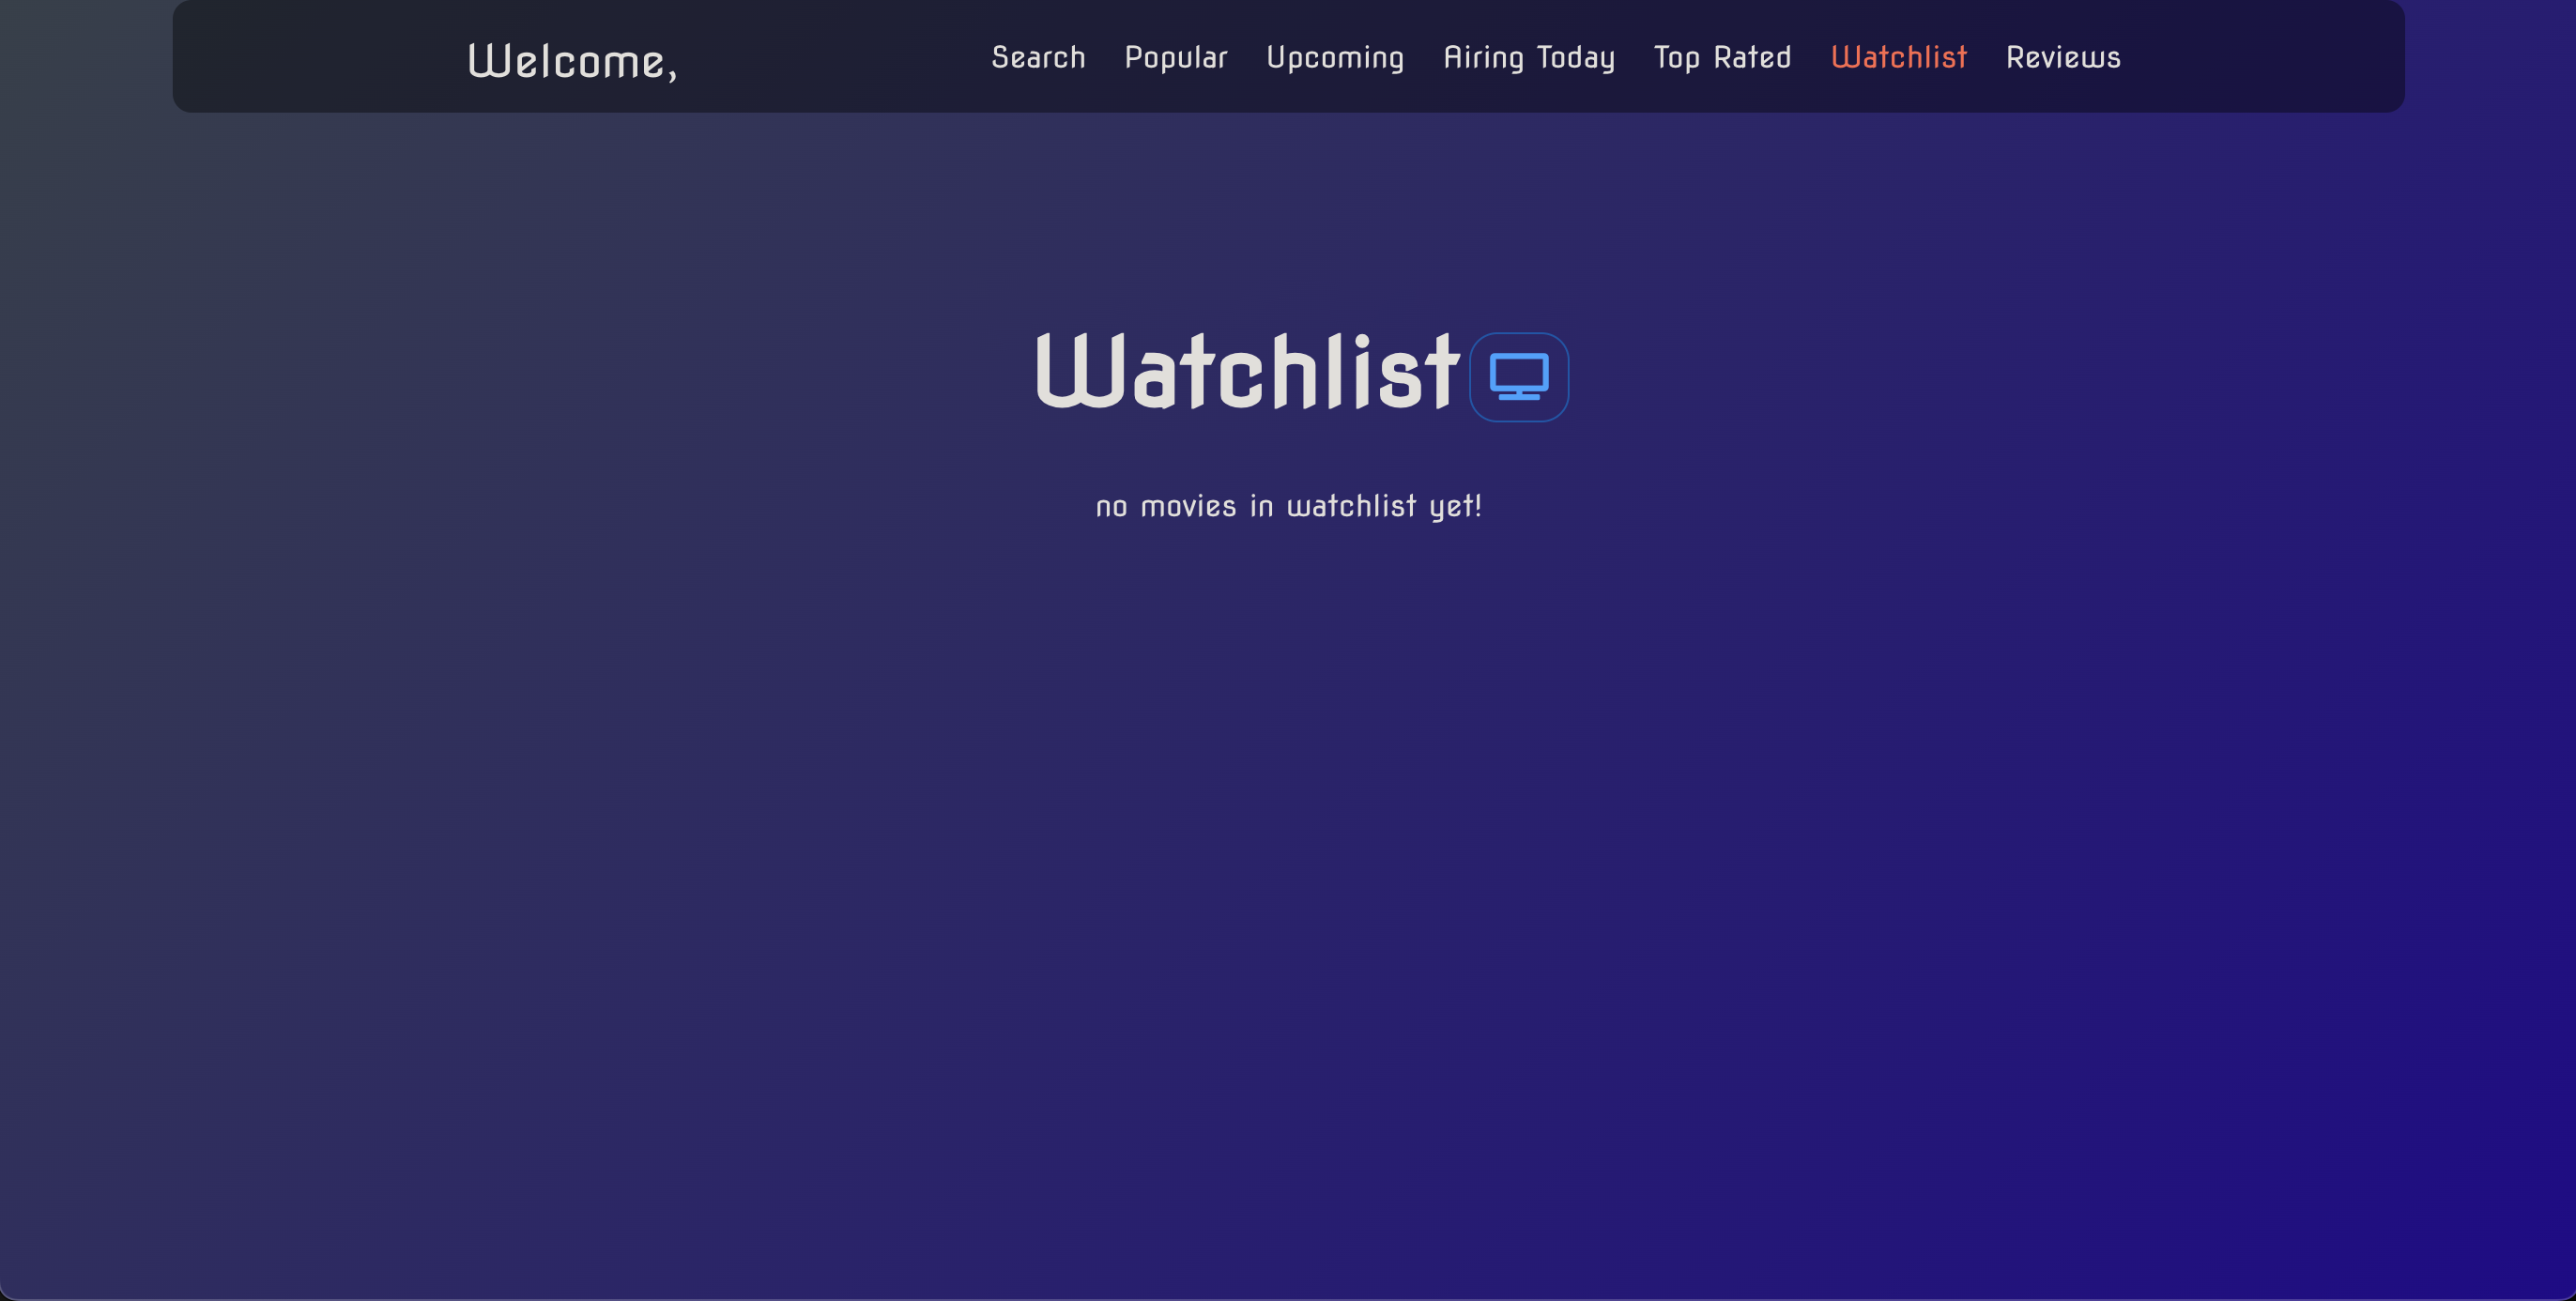 Welcome,
Search Popular Upcoming Airing Today Top Rated Watchlist Reviews
Watchlist
no movies in watchlist yet!